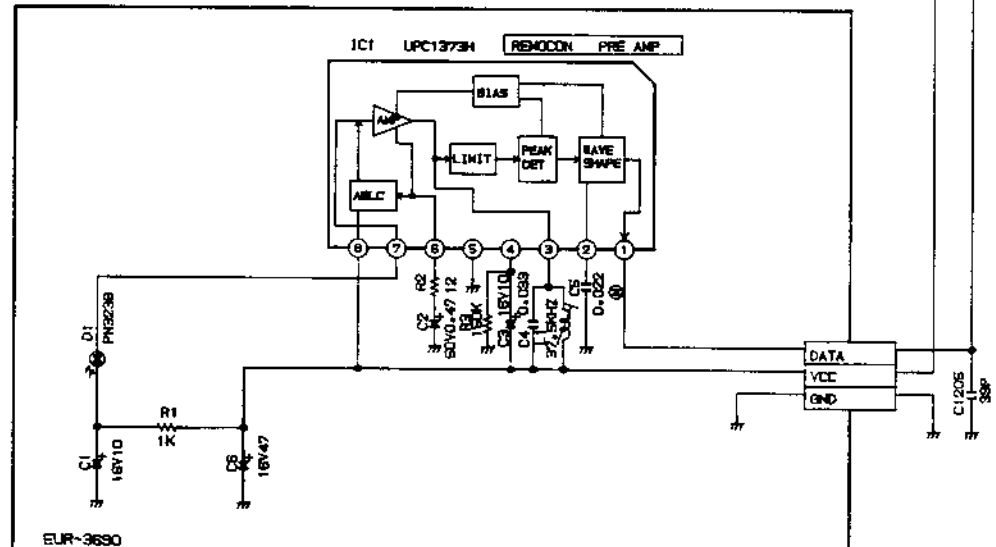 IC1 UPC1373H REMOCON PRE AMP
BIAS
AMP
LIMIT
PEAK DET
WAVE SHAPE
ABLC
8 7 6 5 4 3 2 1
D1
PN323B
R2
12
C2
50V0.47
R3
150K
C3
16V10
C4
0.033
37.5KHZ
C5
0.022
DATA
VCC
GND
C1205
39P
R1
1K
C1
16V10
C6
16V47
EUR-3690